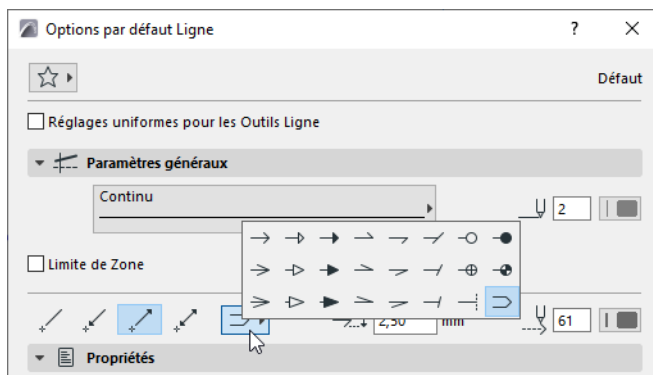 Options par défaut Ligne
?
Défaut
Réglages uniformes pour les Outils Ligne
Paramètres généraux
Continu
2
Limite de Zone
2,50 mm
61
Propriétés